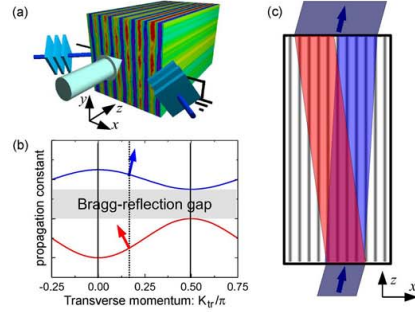 (a)
y
z
x
(b)
propagation constant
Bragg-reflection gap
-0.25 0.00 0.25 0.50 0.75
Transverse momentum: K_tr/π
(c)
z
x